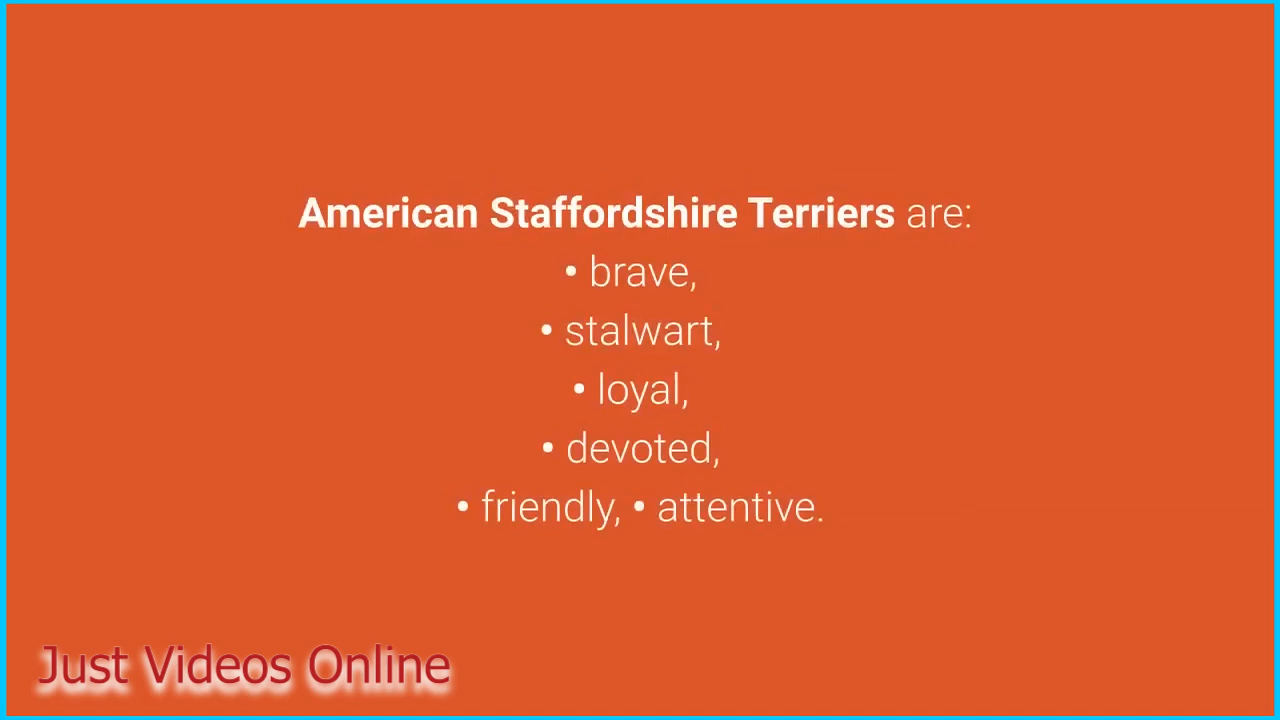 American Staffordshire Terriers are:
• brave,
• stalwart,
• loyal,
• devoted,
• friendly, • attentive.
Just Videos Online